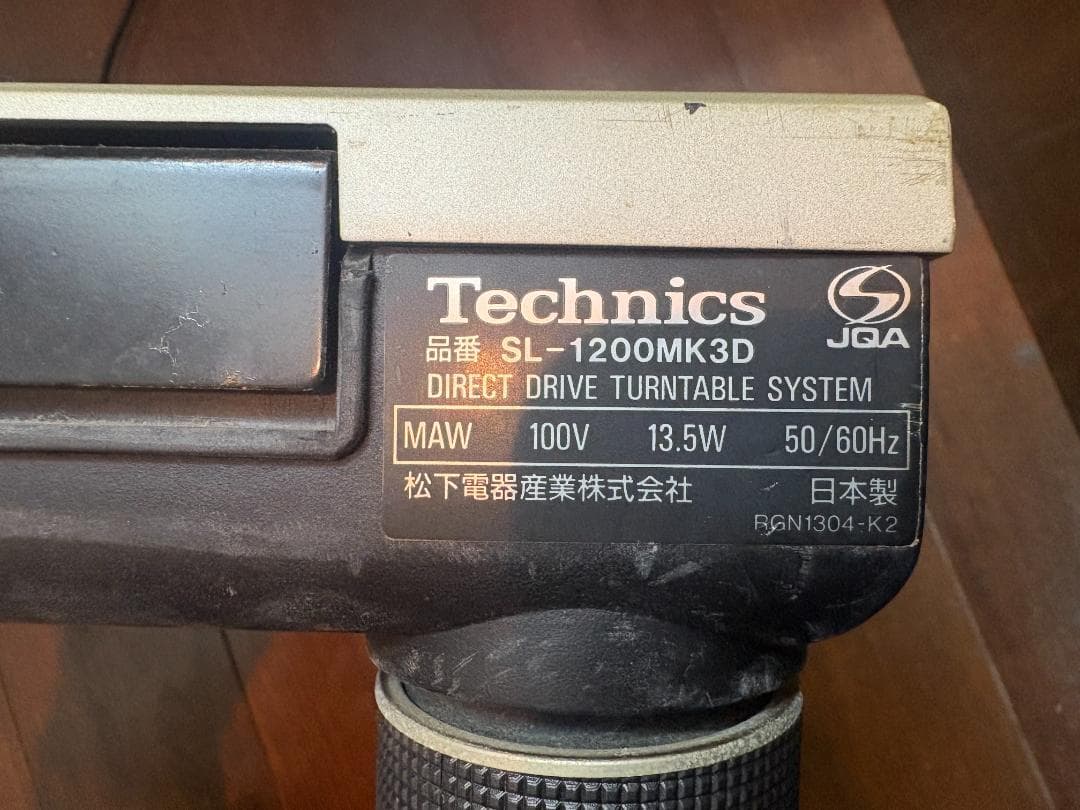 Technics
JQA
品番 SL-1200MK3D
DIRECT DRIVE TURNTABLE SYSTEM
MAW 100V 13.5W 50/60Hz
松下電器産業株式会社 日本製
RGN1304-K2